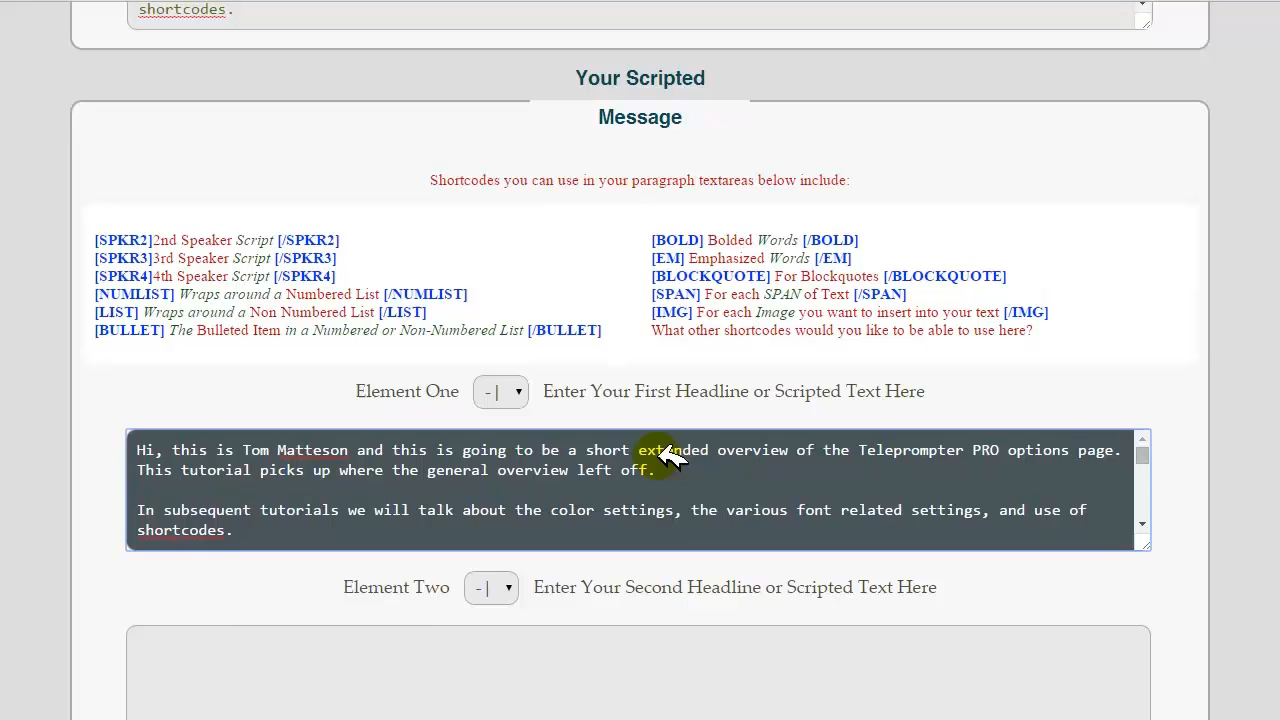 shortcodes.
Your Scripted
Message
Shortcodes you can use in your paragraph textareas below include:
[SPKR2]2nd Speaker Script [/SPKR2]
[SPKR3]3rd Speaker Script [/SPKR3]
[SPKR4]4th Speaker Script [/SPKR4]
[NUMLIST] Wraps around a Numbered List [/NUMLIST]
[LIST] Wraps around a Non Numbered List [/LIST]
[BULLET] The Bulleted Item in a Numbered or Non-Numbered List [/BULLET]
[BOLD] Bolded Words [/BOLD]
[EM] Emphasized Words [/EM]
[BLOCKQUOTE] For Blockquotes [/BLOCKQUOTE]
[SPAN] For each SPAN of Text [/SPAN]
[IMG] For each Image you want to insert into your text [/IMG]
What other shortcodes would you like to be able to use here?
Element One -| Enter Your First Headline or Scripted Text Here
Hi, this is Tom Matteson and this is going to be a short extended overview of the Teleprompter PRO options page.
This tutorial picks up where the general overview left off.
In subsequent tutorials we will talk about the color settings, the various font related settings, and use of
shortcodes.
Element Two -| Enter Your Second Headline or Scripted Text Here